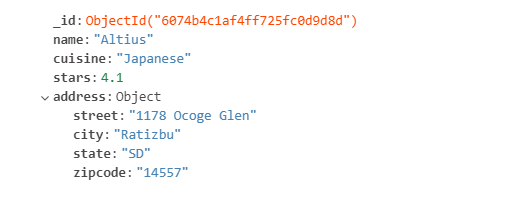 _id: ObjectId("6074b4c1af4ff725fc0d9d8d")
name: "Altius"
cuisine: "Japanese"
stars: 4.1
address: Object
street: "1178 Ocoge Glen"
city: "Ratizbu"
state: "SD"
zipcode: "14557"